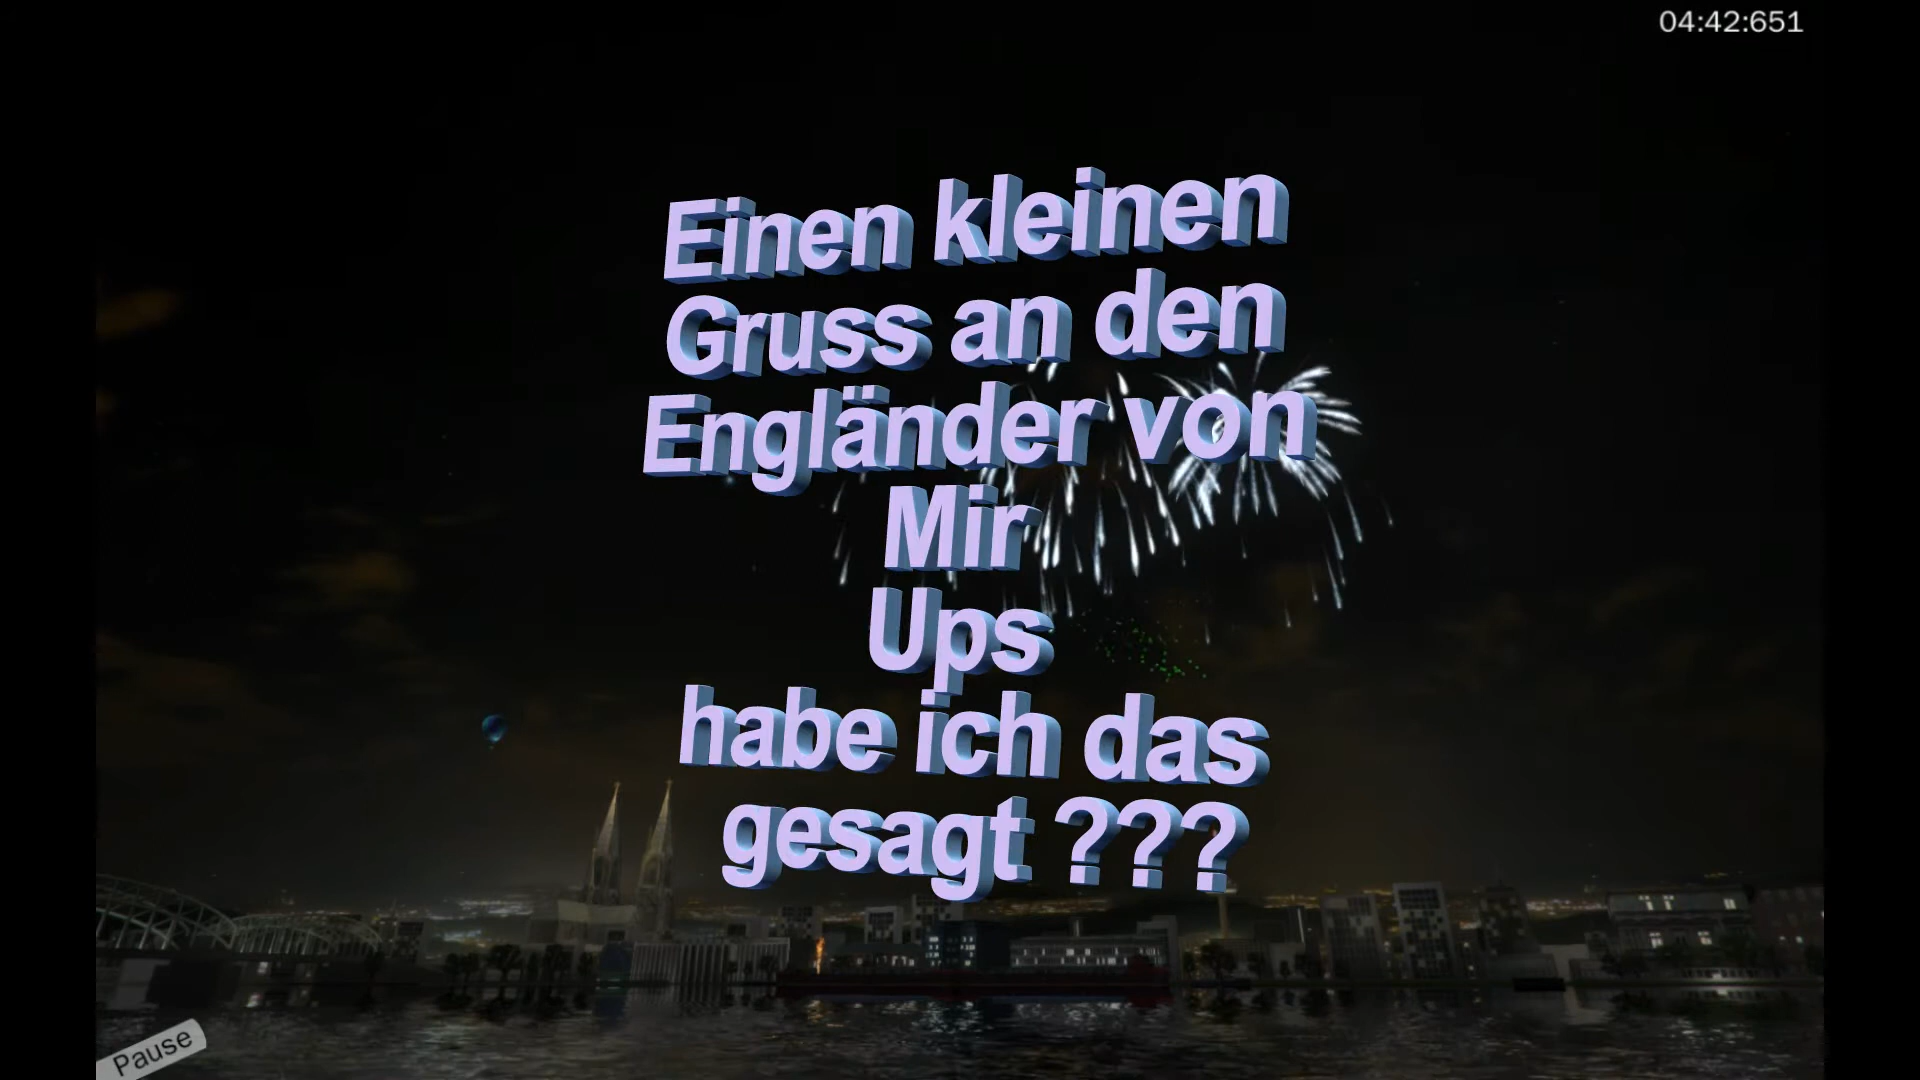 04:42:651
Einen kleinen
Gruss an den
Engländer von
Mir
Ups
habe ich das
gesagt ???
Pause